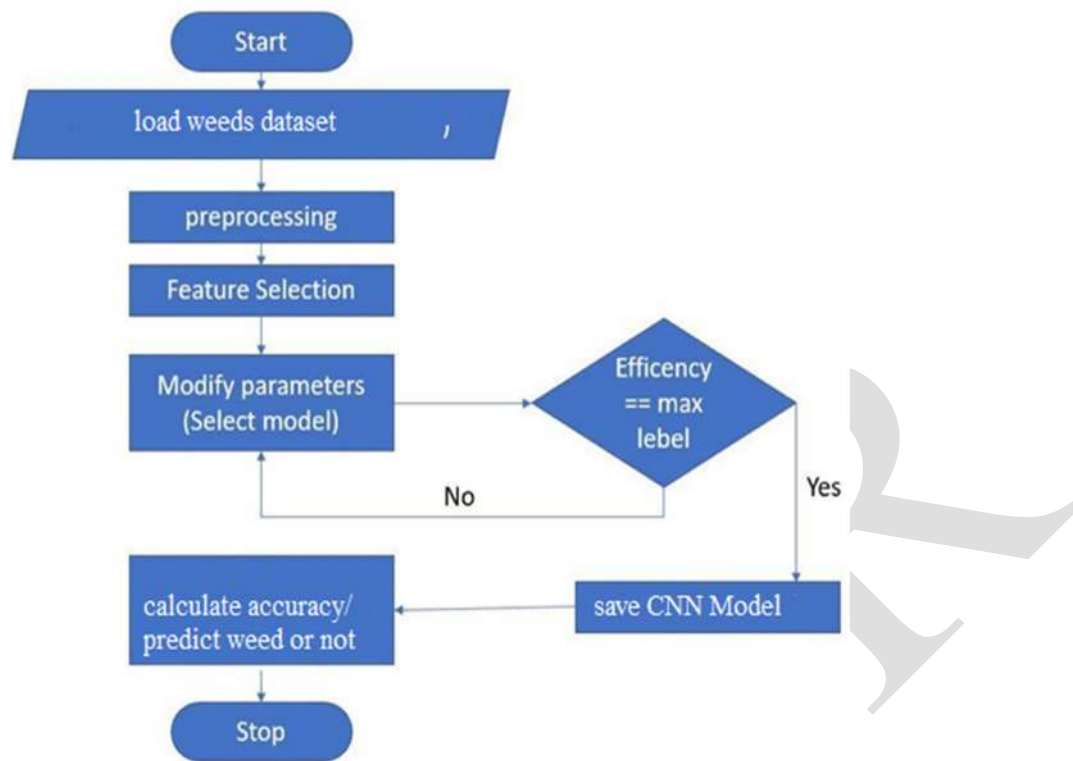 Start
load weeds dataset ,
preprocessing
Feature Selection
Modify parameters
(Select model)
Efficency
== max
lebel
No
Yes
save CNN Model
calculate accuracy/
predict weed or not
Stop